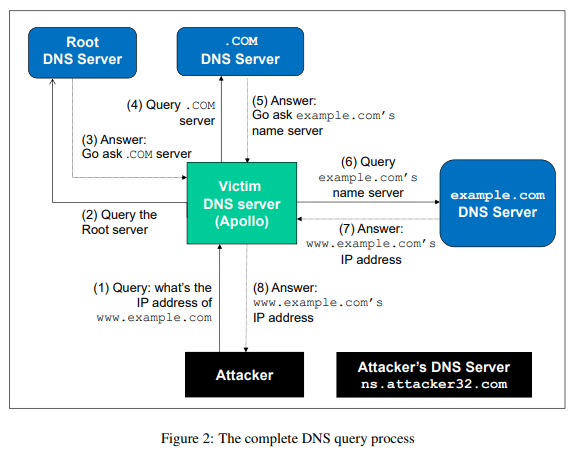 Root
DNS Server
.COM
DNS Server
(4) Query .COM
server
(5) Answer:
Go ask example.com's
name server
(3) Answer:
Go ask .COM server
(6) Query
example.com's
name server
Victim
DNS server
(Apollo)
example.com
DNS Server
(2) Query the
Root server
(7) Answer:
www.example.com's
IP address
(1) Query: what's the
IP address of
www.example.com
(8) Answer:
www.example.com's
IP address
Attacker
Attacker's DNS Server
ns.attacker32.com
Figure 2: The complete DNS query process